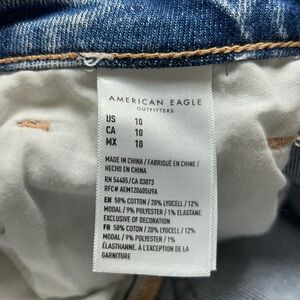 AMERICAN EAGLE
OUTFITTERS
US 10
CA 10
MX 10
MADE IN CHINA / FABRIQUÉ EN CHINE /
HECHO EN CHINA
RN 54485/CA 03873
RFC# AEM120605U9A
EN 58% COTTON / 20% LYOCELL / 12%
MODAL / 9% POLYESTER / 1% ELASTANE.
EXCLUSIVE OF DECORATION
FR 58% COTON / 20% LYOCELL / 12%
MODAL / 9% POLYESTER / 1%
ÉLASTHANNE. À L'EXCEPTION DE LA
GARNITURE